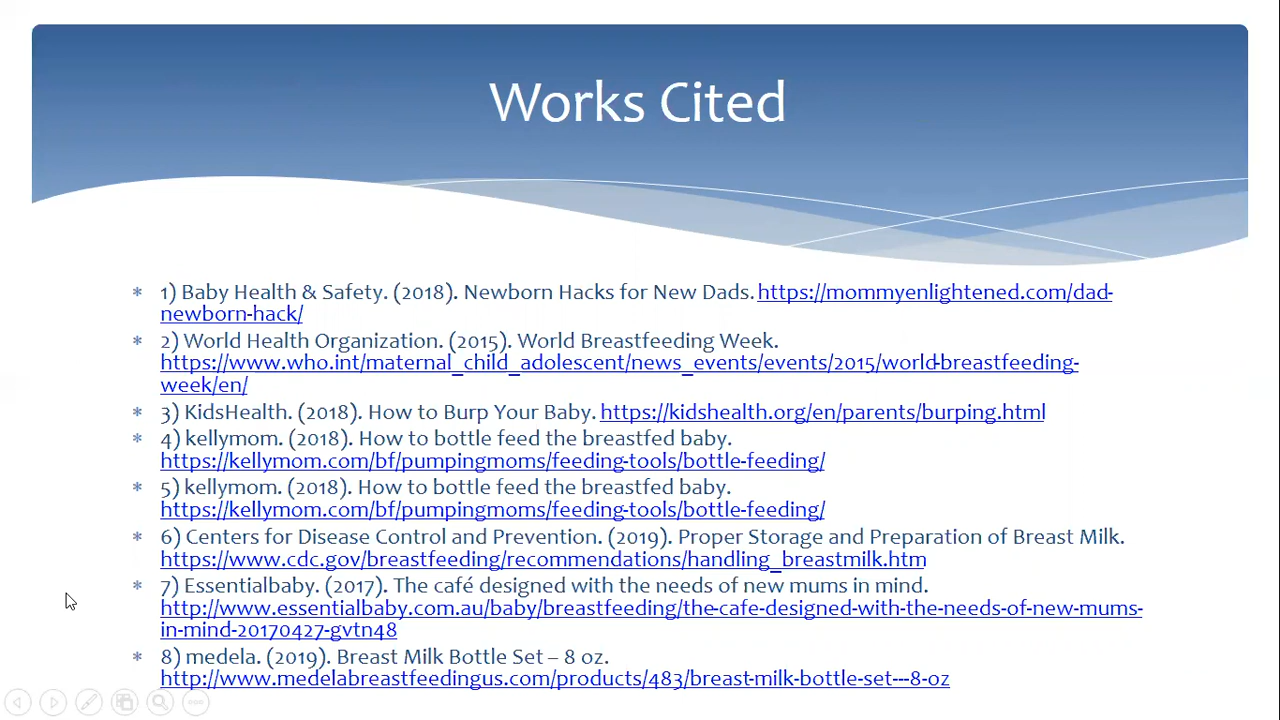 Works Cited
* 1) Baby Health & Safety. (2018). Newborn Hacks for New Dads. https://mommyenlightened.com/dad-
newborn-hack/
* 2) World Health Organization. (2015). World Breastfeeding Week.
https://www.who.int/maternal_child_adolescent/news_events/events/2015/world-breastfeeding-
week/en/
* 3) KidsHealth. (2018). How to Burp Your Baby. https://kidshealth.org/en/parents/burping.html
* 4) kellymom. (2018). How to bottle feed the breastfed baby.
https://kellymom.com/bf/pumpingmoms/feeding-tools/bottle-feeding/
* 5) kellymom. (2018). How to bottle feed the breastfed baby.
https://kellymom.com/bf/pumpingmoms/feeding-tools/bottle-feeding/
* 6) Centers for Disease Control and Prevention. (2019). Proper Storage and Preparation of Breast Milk.
https://www.cdc.gov/breastfeeding/recommendations/handling_breastmilk.htm
* 7) Essentialbaby. (2017). The café designed with the needs of new mums in mind.
http://www.essentialbaby.com.au/baby/breastfeeding/the-cafe-designed-with-the-needs-of-new-mums-
in-mind-20170427-gvtn48
* 8) medela. (2019). Breast Milk Bottle Set – 8 oz.
http://www.medelabreastfeedingus.com/products/483/breast-milk-bottle-set---8-oz